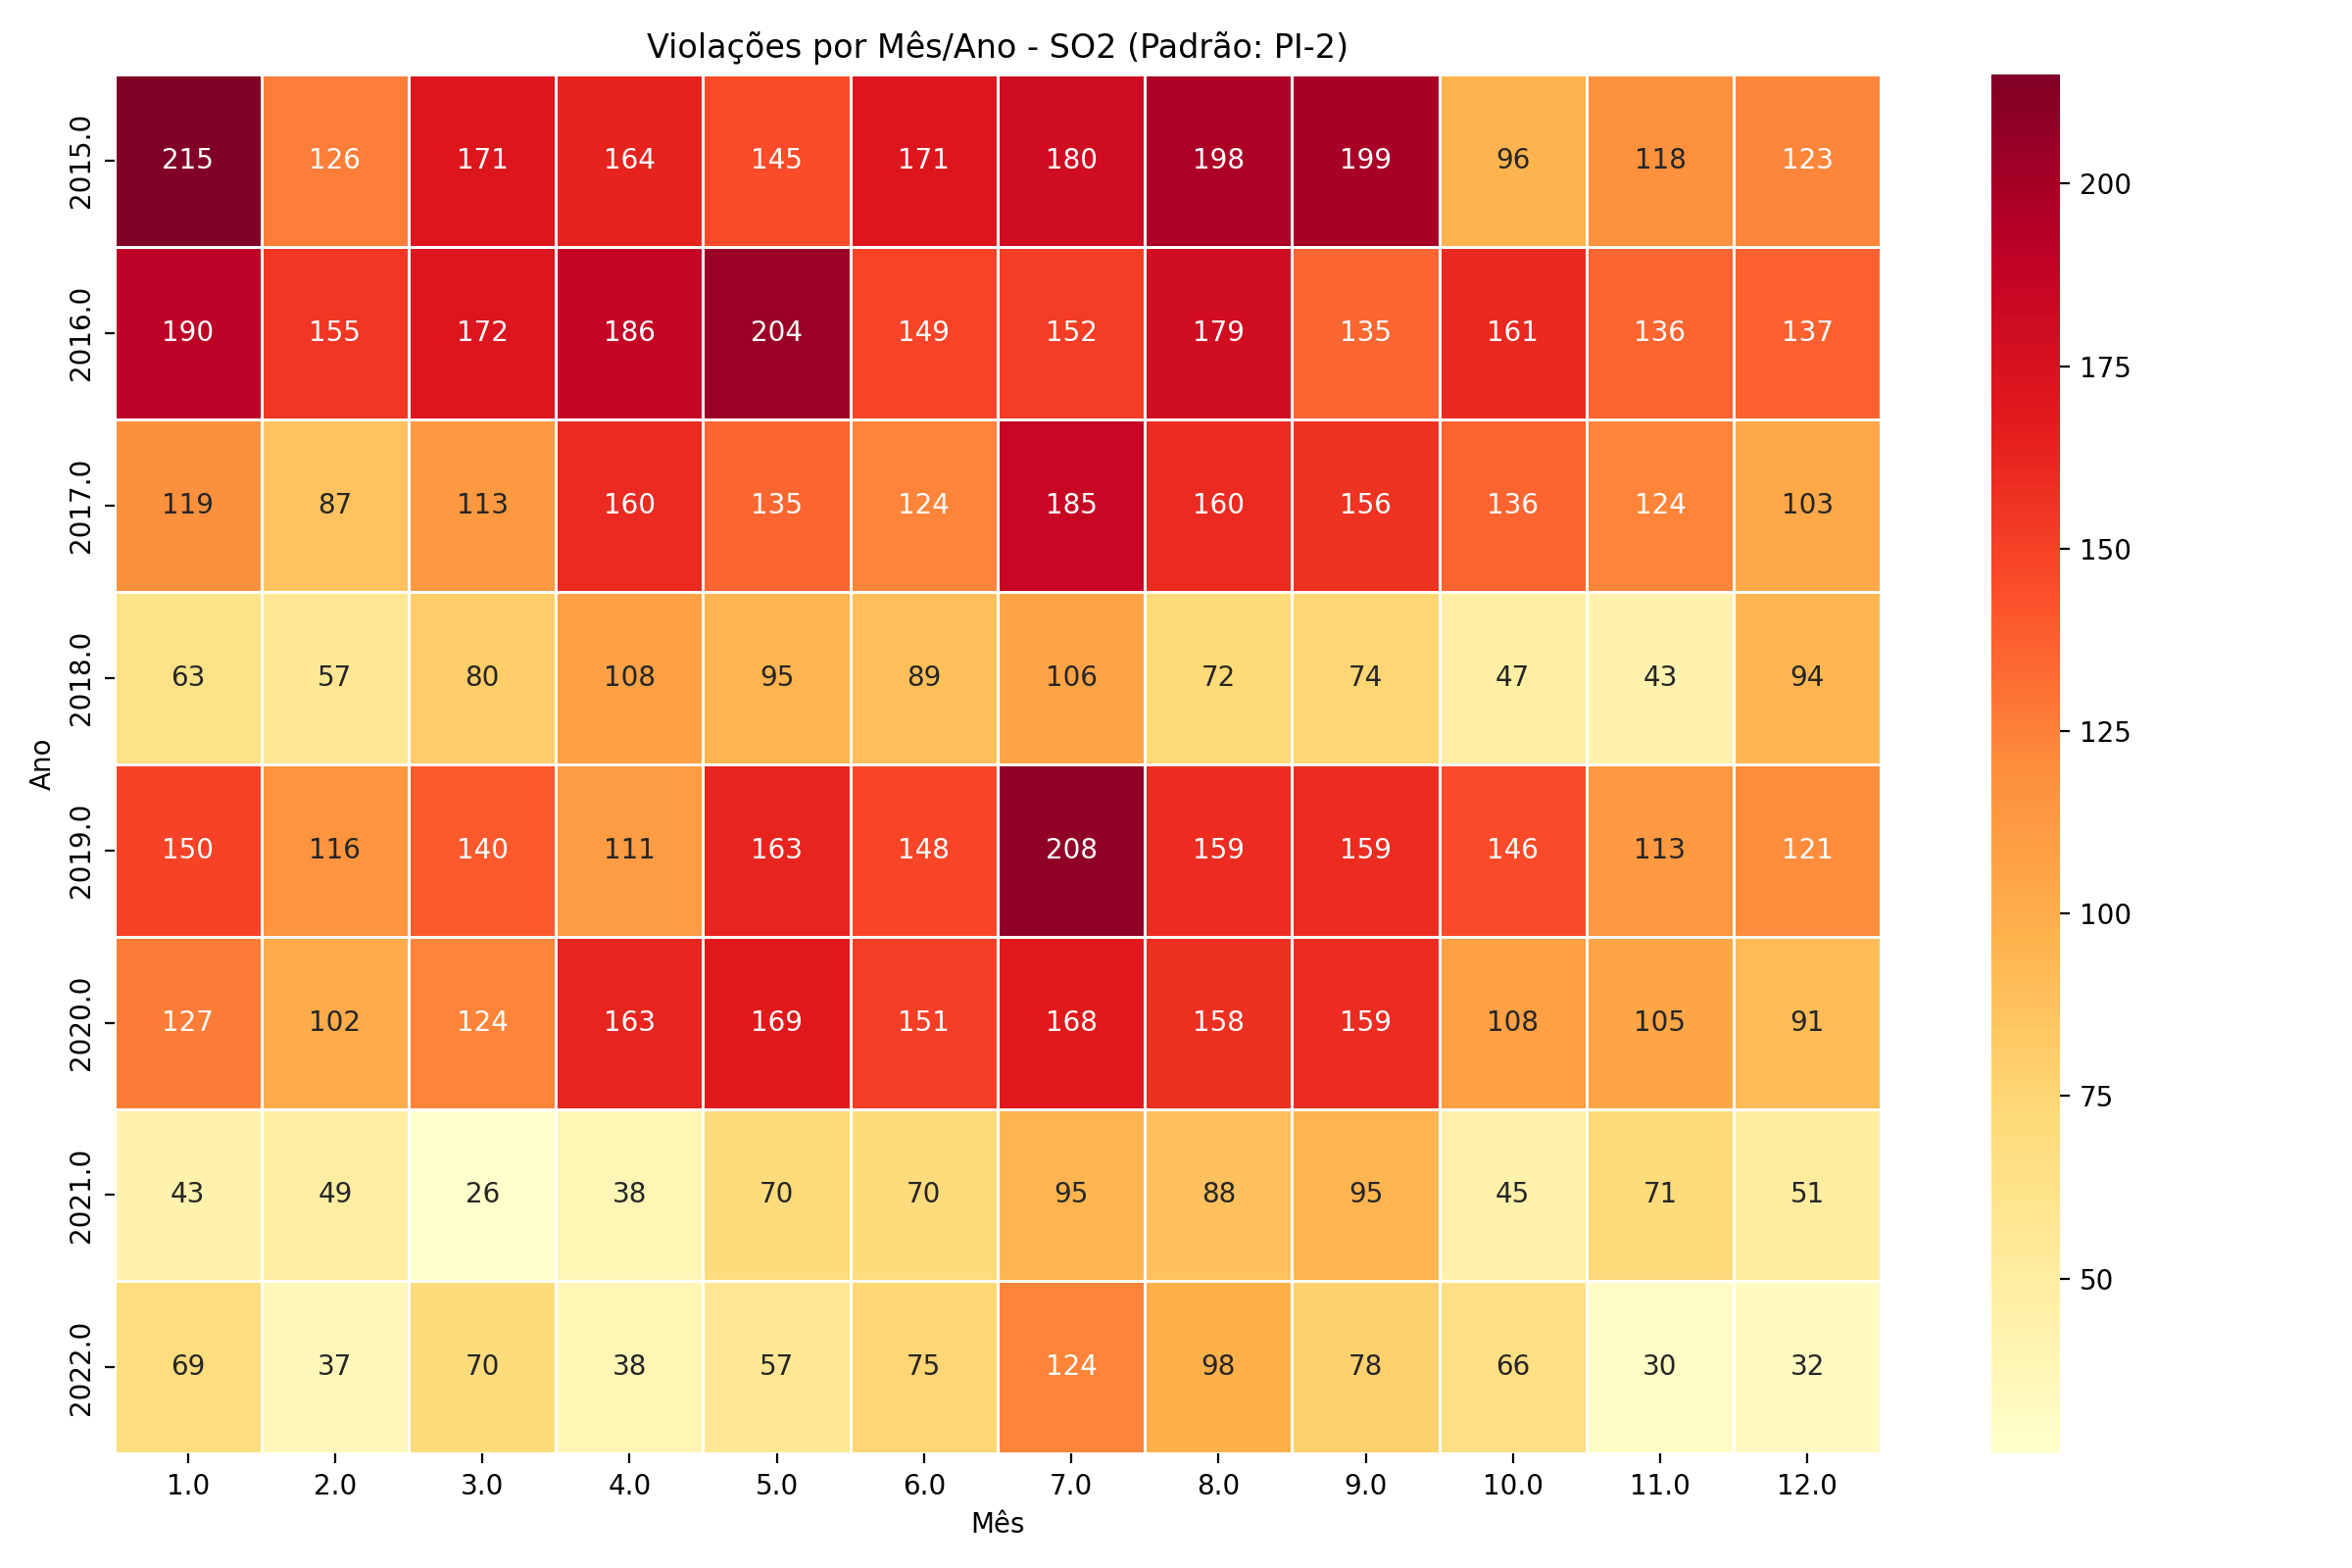 Violações por Mês/Ano - SO2 (Padrão: PI-2)
2015.0 215 126 171 164 145 171 180 198 199 96 118 123
2016.0 190 155 172 186 204 149 152 179 135 161 136 137
2017.0 119 87 113 160 135 124 185 160 156 136 124 103
2018.0 63 57 80 108 95 89 106 72 74 47 43 94
2019.0 150 116 140 111 163 148 208 159 159 146 113 121
2020.0 127 102 124 163 169 151 168 158 159 108 105 91
2021.0 43 49 26 38 70 70 95 88 95 45 71 51
2022.0 69 37 70 38 57 75 124 98 78 66 30 32
1.0 2.0 3.0 4.0 5.0 6.0 7.0 8.0 9.0 10.0 11.0 12.0
Mês
Ano
200
175
150
125
100
75
50